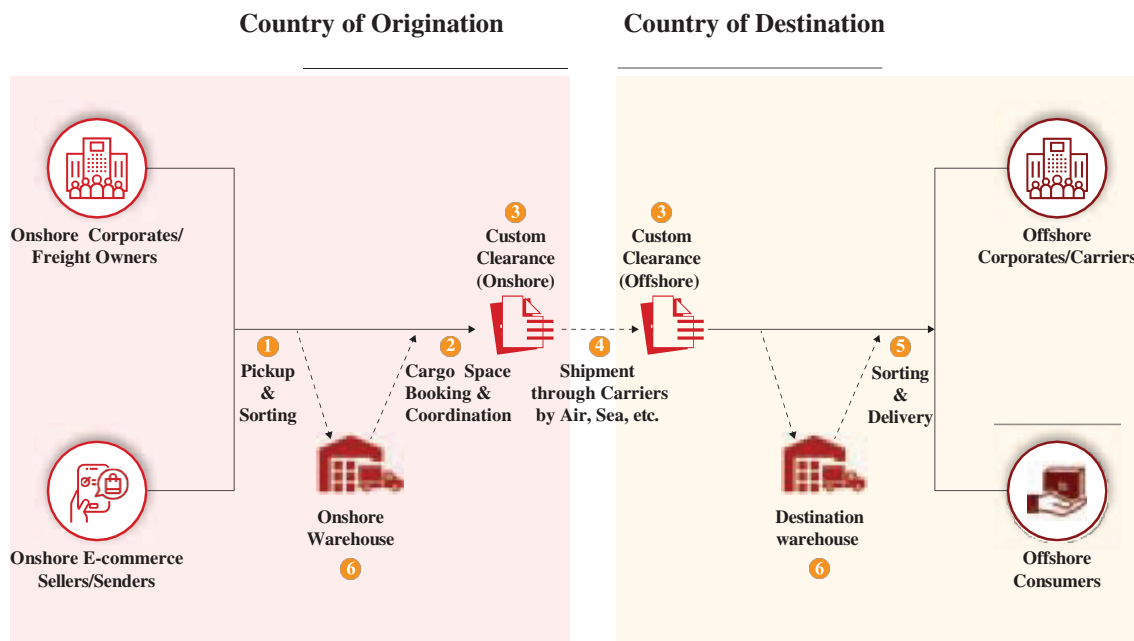 Country of Origination
Country of Destination
Onshore Corporates/
Freight Owners
Onshore E-commerce
Sellers/Senders
1
Pickup
&
Sorting
Onshore
Warehouse
6
2
Cargo Space
Booking &
Coordination
3
Custom
Clearance
(Onshore)
4
Shipment
through Carriers
by Air, Sea, etc.
3
Custom
Clearance
(Offshore)
Destination
warehouse
6
5
Sorting
&
Delivery
Offshore
Corporates/Carriers
Offshore
Consumers